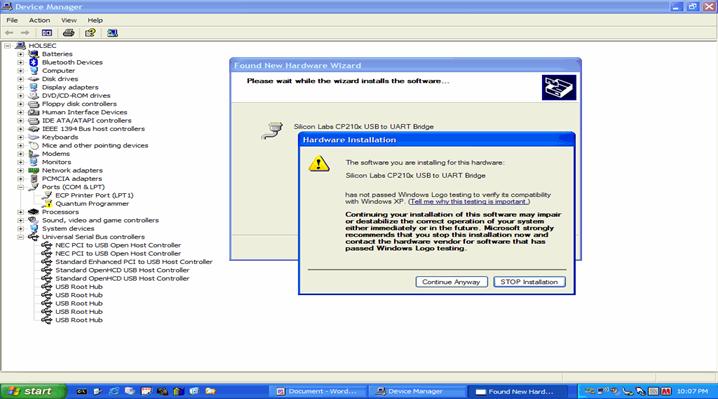 Device Manager
File Action View Help
HOLSEC
Batteries
Bluetooth Devices
Computer
Disk drives
Display adapters
DVD/CD-ROM drives
Floppy disk controllers
Human Interface Devices
IDE ATA/ATAPI controllers
IEEE 1394 Bus host controllers
Keyboards
Mice and other pointing devices
Modems
Monitors
Network adapters
PCMCIA adapters
Ports (COM & LPT)
ECP Printer Port (LPT1)
Quantum Programmer
Processors
Sound, video and game controllers
System devices
Universal Serial Bus controllers
NEC PCI to USB Open Host Controller
NEC PCI to USB Open Host Controller
Standard Enhanced PCI to USB Host Controller
Standard OpenHCD USB Host Controller
Standard OpenHCD USB Host Controller
USB Root Hub
USB Root Hub
USB Root Hub
USB Root Hub
USB Root Hub
Found New Hardware Wizard
Please wait while the wizard installs the software...
Silicon Labs CP210x USB to UART Bridge
Hardware Installation
The software you are installing for this hardware:
Silicon Labs CP210x USB to UART Bridge
has not passed Windows Logo testing to verify its compatibility
with Windows XP. (Tell me why this testing is important.)
Continuing your installation of this software may impair
or destabilize the correct operation of your system
either immediately or in the future. Microsoft strongly
recommends that you stop this installation now and
contact the hardware vendor for software that has
passed Windows Logo testing.
Continue Anyway STOP Installation
start Document - Word... Device Manager Found New Hard... 10:07 PM